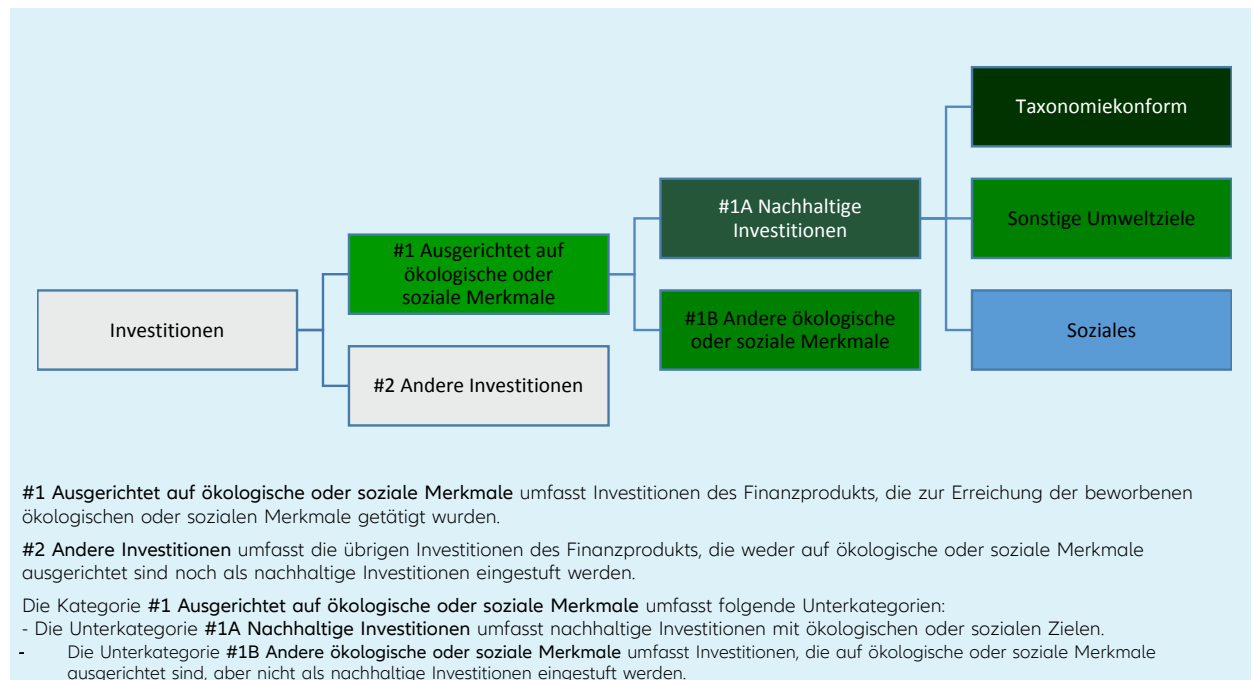 Investitionen
#1 Ausgerichtet auf
ökologische oder
soziale Merkmale
#2 Andere Investitionen
#1A Nachhaltige
Investitionen
#1B Andere ökologische
oder soziale Merkmale
Taxonomiekonform
Sonstige Umweltziele
Soziales
#1 Ausgerichtet auf ökologische oder soziale Merkmale umfasst Investitionen des Finanzprodukts, die zur Erreichung der beworbenen
ökologischen oder sozialen Merkmale getätigt wurden.
#2 Andere Investitionen umfasst die übrigen Investitionen des Finanzprodukts, die weder auf ökologische oder soziale Merkmale
ausgerichtet sind noch als nachhaltige Investitionen eingestuft werden.
Die Kategorie #1 Ausgerichtet auf ökologische oder soziale Merkmale umfasst folgende Unterkategorien:
- Die Unterkategorie #1A Nachhaltige Investitionen umfasst nachhaltige Investitionen mit ökologischen oder sozialen Zielen.
- Die Unterkategorie #1B Andere ökologische oder soziale Merkmale umfasst Investitionen, die auf ökologische oder soziale Merkmale
ausgerichtet sind, aber nicht als nachhaltige Investitionen eingestuft werden.